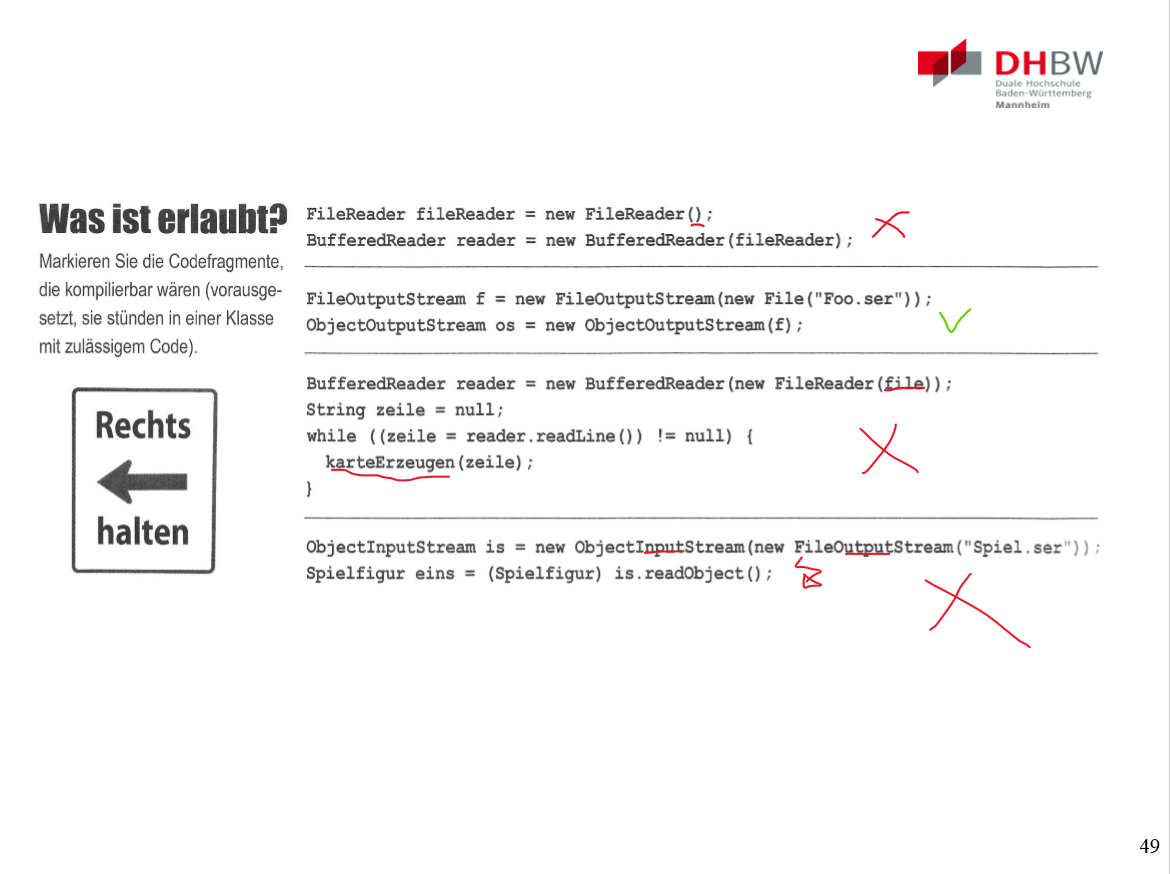 DHBW
Duale Hochschule
Baden-Württemberg
Mannheim
Was ist erlaubt?
Markieren Sie die Codefragmente,
die kompilierbar wären (vorausge-
setzt, sie stünden in einer Klasse
mit zulässigem Code).
Rechts
halten
FileReader fileReader = new FileReader();
BufferedReader reader = new BufferedReader(fileReader);
FileOutputStream f = new FileOutputStream(new File("Foo.ser"));
ObjectOutputStream os = new ObjectOutputStream(f);
BufferedReader reader = new BufferedReader(new FileReader(file));
String zeile = null;
while ((zeile = reader.readLine()) != null) {
karteErzeugen(zeile);
}
ObjectInputStream is = new ObjectInputStream(new FileOutputStream("Spiel.ser"));
Spielfigur eins = (Spielfigur) is.readObject();
49